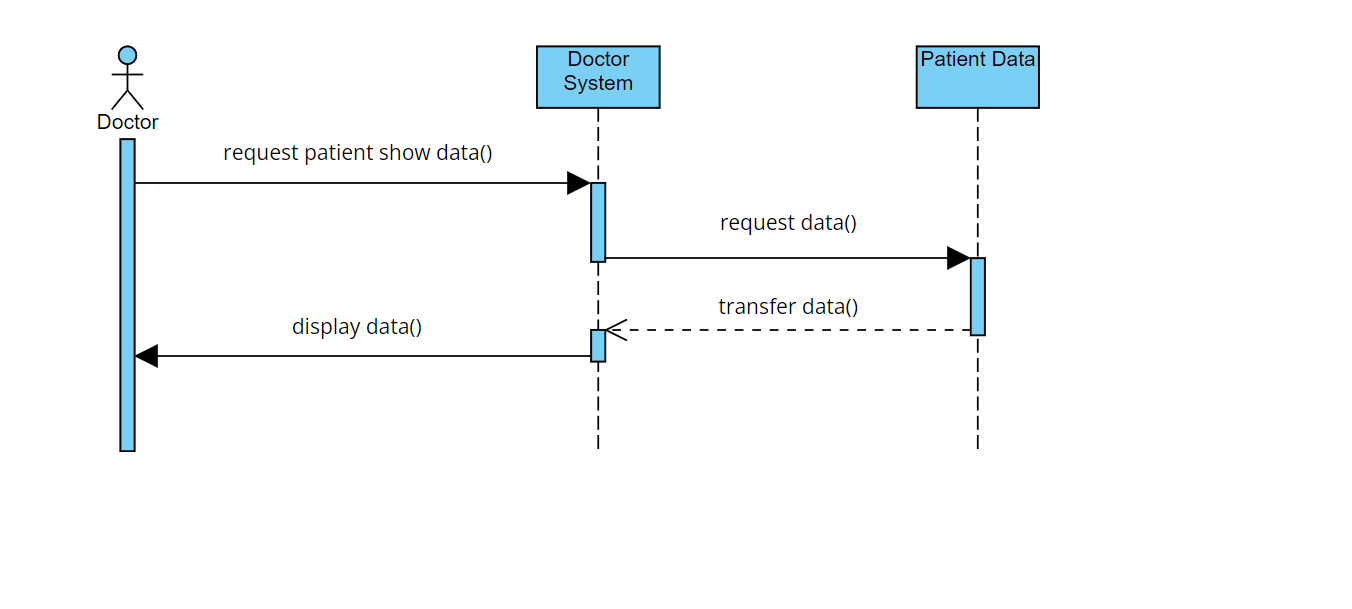 Doctor
System
Patient Data
Doctor
request patient show data()
request data()
transfer data()
display data()